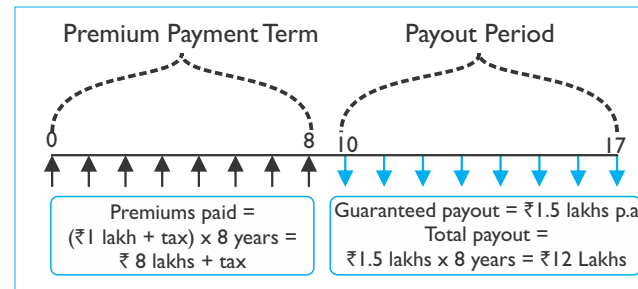 Premium Payment Term
Payout Period
0
8
10
17
Premiums paid =
(₹1 lakh + tax) x 8 years =
₹ 8 lakhs + tax
Guaranteed payout = ₹1.5 lakhs p.a
Total payout =
₹1.5 lakhs x 8 years = ₹12 Lakhs